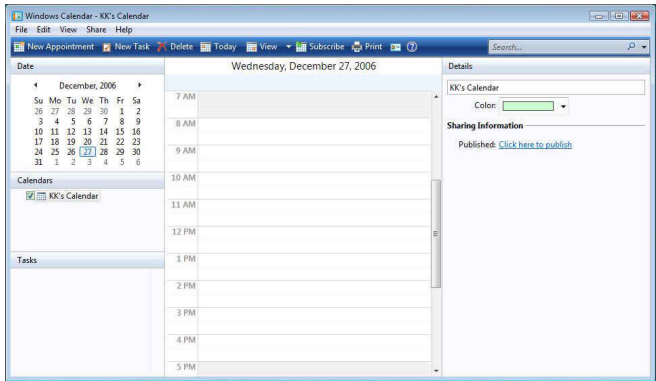 Windows Calendar - KK's Calendar
File Edit View Share Help
New Appointment New Task Delete Today View Subscribe Print
Search...
Date
December, 2006
Su Mo Tu We Th Fr Sa
26 27 28 29 30 1 2
3 4 5 6 7 8 9
10 11 12 13 14 15 16
17 18 19 20 21 22 23
24 25 26 27 28 29 30
31 1 2 3 4 5 6
Calendars
KK's Calendar
Tasks
Wednesday, December 27, 2006
7 AM
8 AM
9 AM
10 AM
11 AM
12 PM
1 PM
2 PM
3 PM
4 PM
5 PM
Details
KK's Calendar
Color:
Sharing Information
Published: Click here to publish